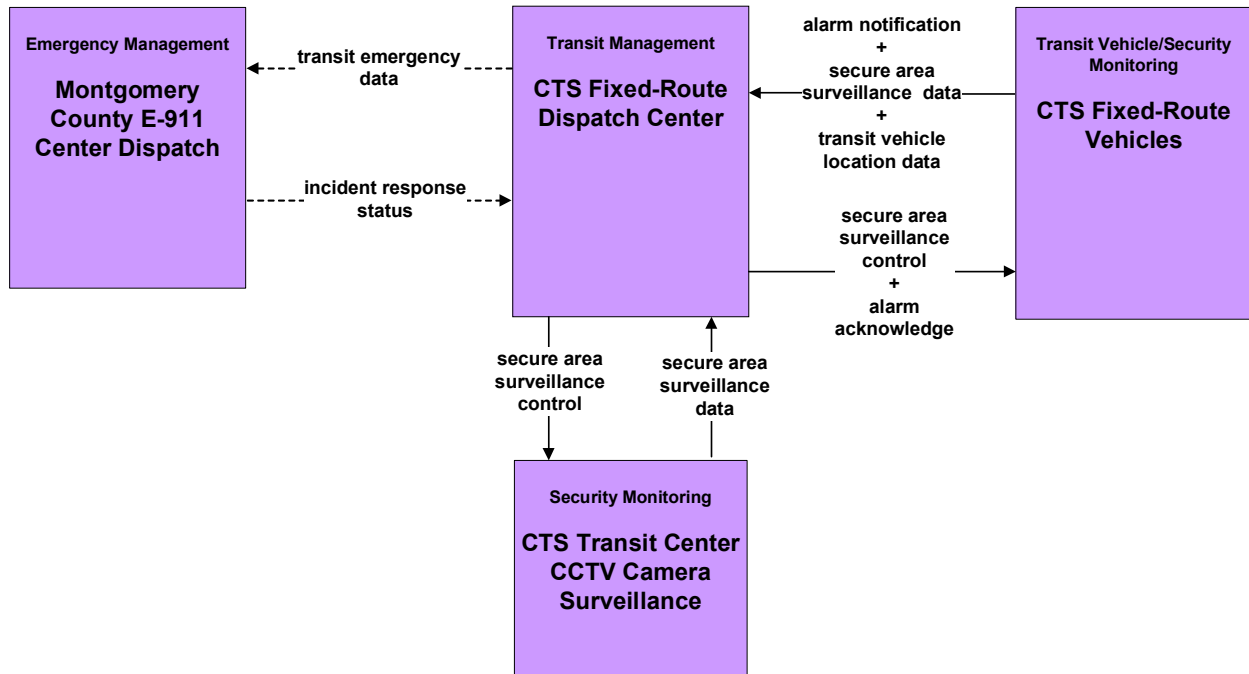 Emergency Management
Montgomery
County E-911
Center Dispatch
transit emergency
data
incident response
status
Transit Management
CTS Fixed-Route
Dispatch Center
alarm notification
+
secure area
surveillance data
+
transit vehicle
location data
secure area
surveillance
control
+
alarm
acknowledge
Transit Vehicle/Security
Monitoring
CTS Fixed-Route
Vehicles
secure area
surveillance
control
secure area
surveillance
data
Security Monitoring
CTS Transit Center
CCTV Camera
Surveillance